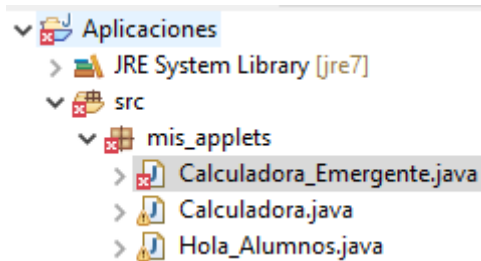 Aplicaciones
JRE System Library [jre7]
src
mis_applets
Calculadora_Emergente.java
Calculadora.java
Hola_Alumnos.java